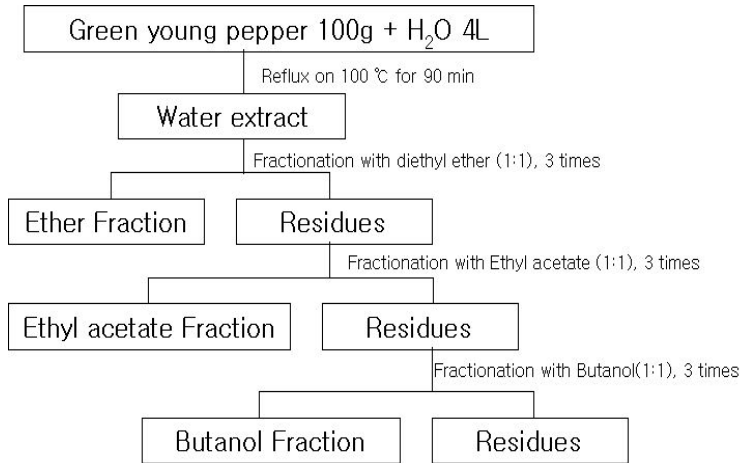 Green young pepper 100g + H₂O 4L
Reflux on 100 ℃ for 90 min
Water extract
Fractionation with diethyl ether (1:1), 3 times
Ether Fraction
Residues
Fractionation with Ethyl acetate (1:1), 3 times
Ethyl acetate Fraction
Residues
Fractionation with Butanol(1:1), 3 times
Butanol Fraction
Residues